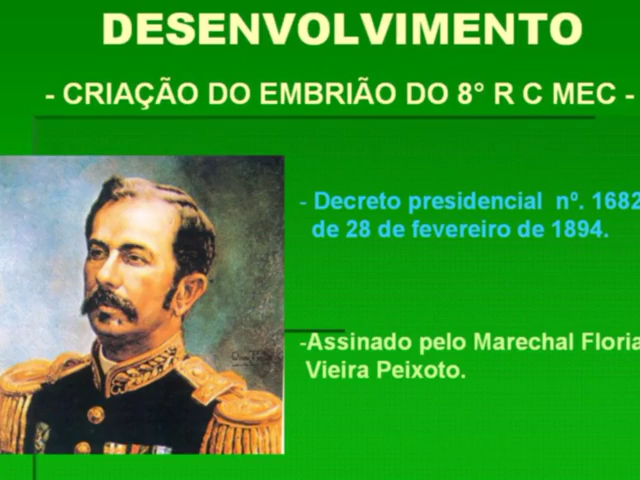 DESENVOLVIMENTO
- CRIAÇÃO DO EMBRIÃO DO 8° R C MEC -
- Decreto presidencial nº. 1682
de 28 de fevereiro de 1894.
-Assinado pelo Marechal Floria
Vieira Peixoto.